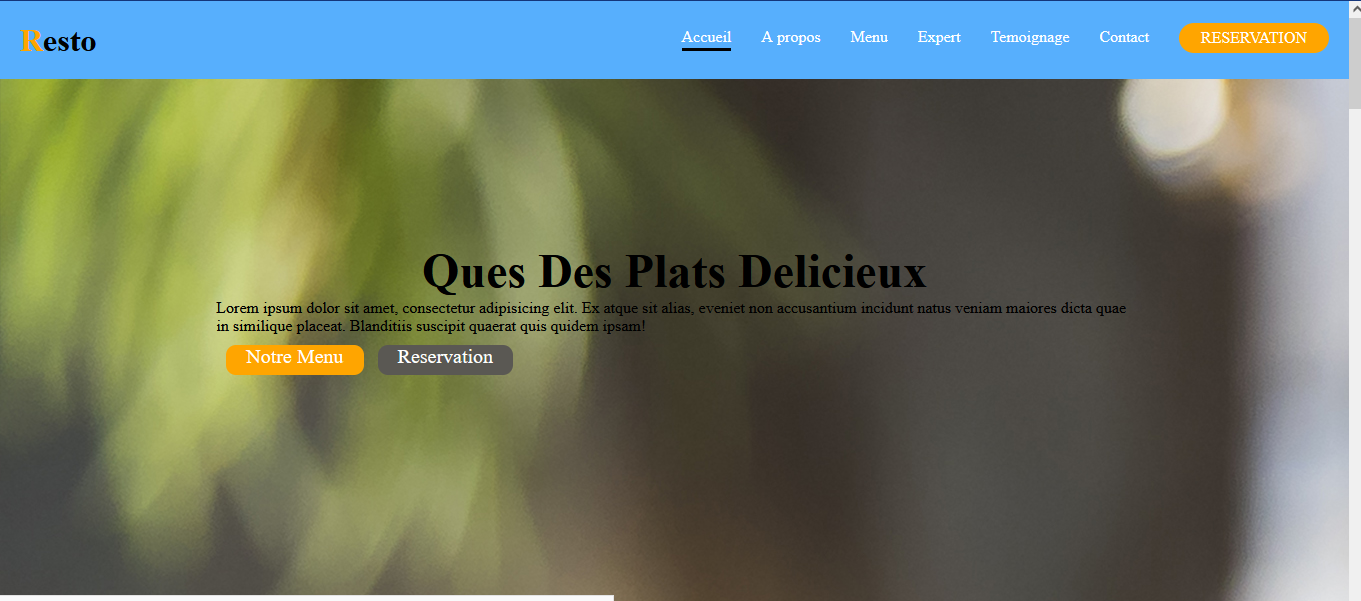 Resto
Accueil A propos Menu Expert Temoignage Contact RESERVATION
Ques Des Plats Delicieux
Lorem ipsum dolor sit amet, consectetur adipisicing elit. Ex atque sit alias, eveniet non accusantium incidunt natus veniam maiores dicta quae
in similique placeat. Blanditiis suscipit quaerat quis quidem ipsam!
Notre Menu Reservation